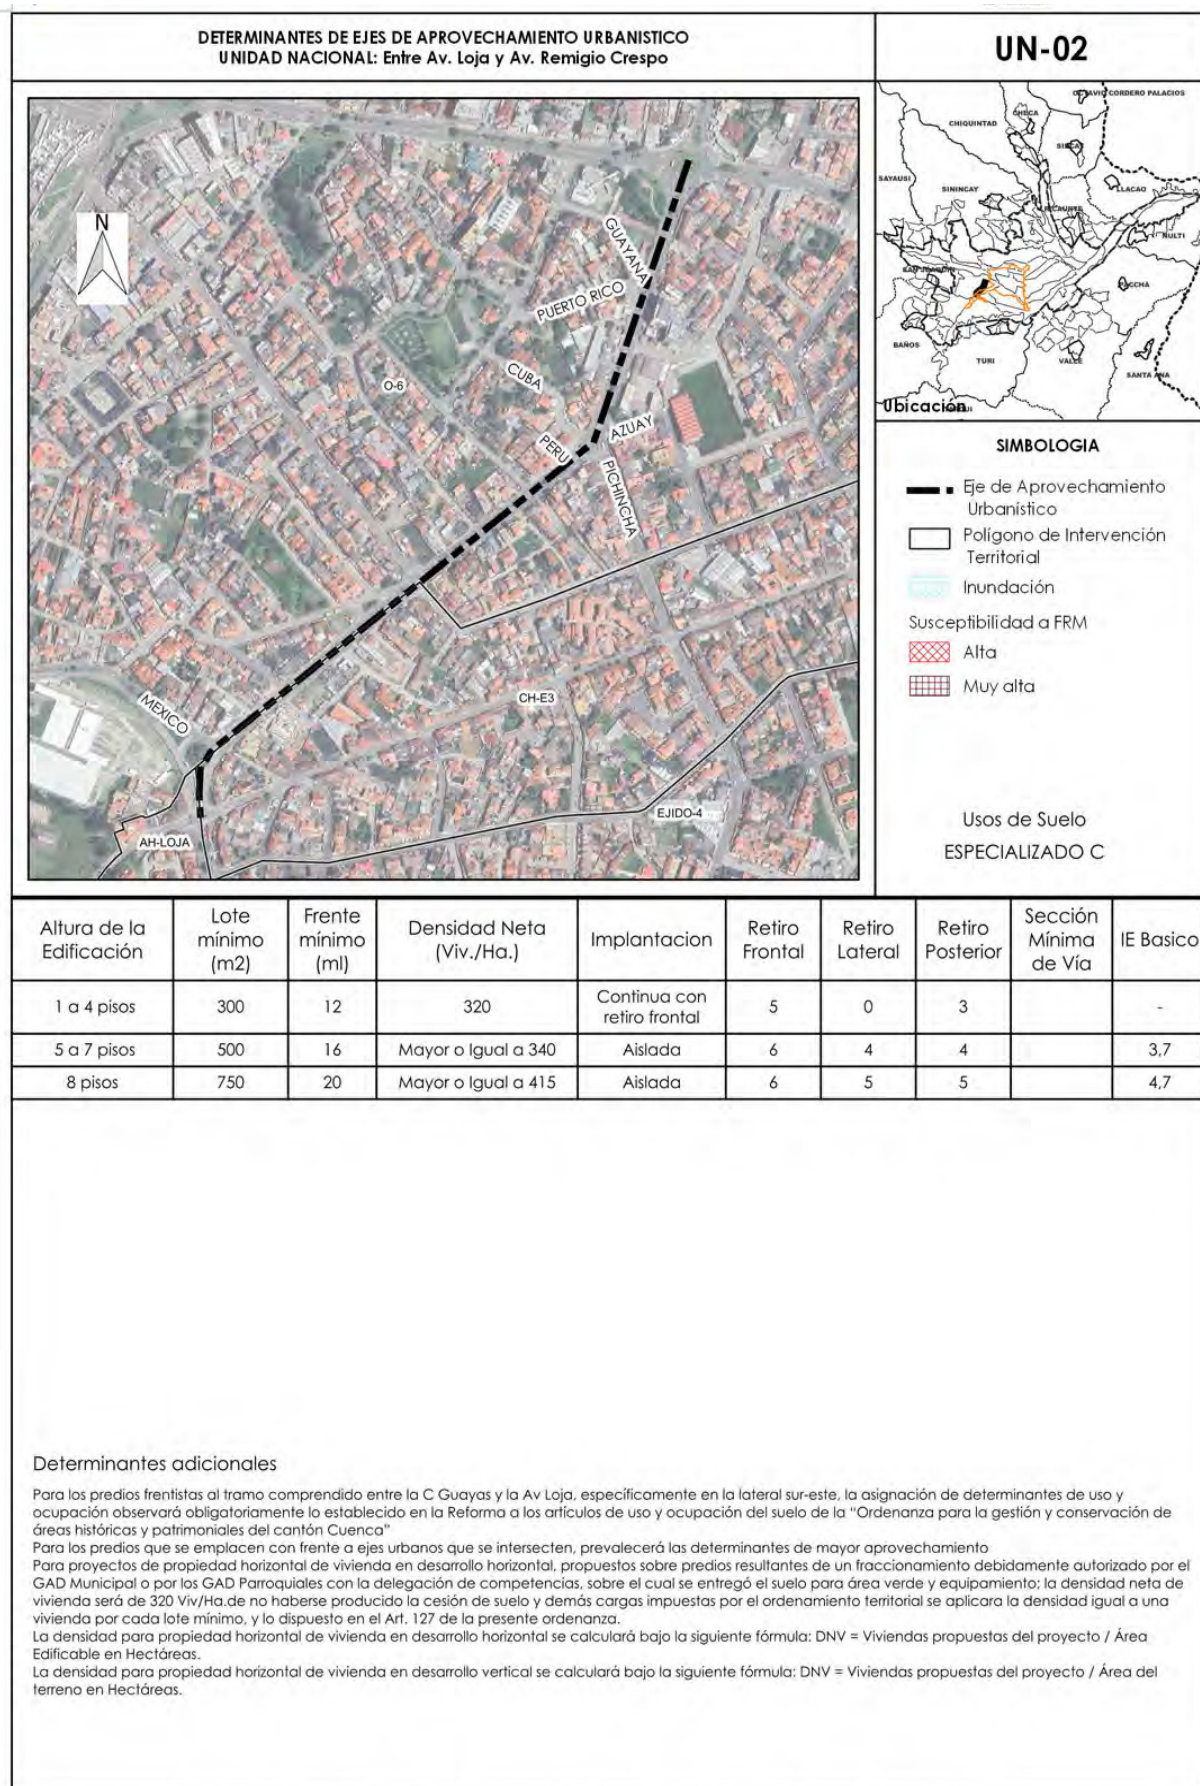 DETERMINANTES DE EJES DE APROVECHAMIENTO URBANISTICO
UNIDAD NACIONAL: Entre Av. Loja y Av. Remigio Crespo
UN-02
N
GUAYANA
PUERTO RICO
CUBA
O-6
AZUAY
PERU
PICHINCHA
MEXICO
CH-E3
EJIDO-4
AH-LOJA
OCTAVIO CORDERO PALACIOS
CHECA
CHIQUINTAD
SIDCAY
SAYAUSI
SININCAY
LLACAO
RICAURTE
NULTI
SAN JOAQUIN
PACCHA
BAÑOS
TURI
VALLE
SANTA ANA
Ubicación
SIMBOLOGIA
Eje de Aprovechamiento
Urbanístico
Polígono de Intervención
Territorial
Inundación
Susceptibilidad a FRM
Alta
Muy alta
Usos de Suelo
ESPECIALIZADO C
Altura de la Edificación | Lote mínimo (m2) | Frente mínimo (ml) | Densidad Neta (Viv./Ha.) | Implantacion | Retiro Frontal | Retiro Lateral | Retiro Posterior | Sección Mínima de Vía | IE Basico
1 a 4 pisos | 300 | 12 | 320 | Continua con retiro frontal | 5 | 0 | 3 | | -
5 a 7 pisos | 500 | 16 | Mayor o Igual a 340 | Aislada | 6 | 4 | 4 | | 3,7
8 pisos | 750 | 20 | Mayor o Igual a 415 | Aislada | 6 | 5 | 5 | | 4,7
Determinantes adicionales
Para los predios frentistas al tramo comprendido entre la C Guayas y la Av Loja, específicamente en la lateral sur-este, la asignación de determinantes de uso y
ocupación observará obligatoriamente lo establecido en la Reforma a los artículos de uso y ocupación del suelo de la "Ordenanza para la gestión y conservación de
áreas históricas y patrimoniales del cantón Cuenca"
Para los predios que se emplacen con frente a ejes urbanos que se intersecten, prevalecerá las determinantes de mayor aprovechamiento
Para proyectos de propiedad horizontal de vivienda en desarrollo horizontal, propuestos sobre predios resultantes de un fraccionamiento debidamente autorizado por el
GAD Municipal o por los GAD Parroquiales con la delegación de competencias, sobre el cual se entregó el suelo para área verde y equipamiento; la densidad neta de
vivienda será de 320 Viv/Ha.de no haberse producido la cesión de suelo y demás cargas impuestas por el ordenamiento territorial se aplicara la densidad igual a una
vivienda por cada lote mínimo, y lo dispuesto en el Art. 127 de la presente ordenanza.
La densidad para propiedad horizontal de vivienda en desarrollo horizontal se calculará bajo la siguiente fórmula: DNV = Viviendas propuestas del proyecto / Área
Edificable en Hectáreas.
La densidad para propiedad horizontal de vivienda en desarrollo vertical se calculará bajo la siguiente fórmula: DNV = Viviendas propuestas del proyecto / Área del
terreno en Hectáreas.